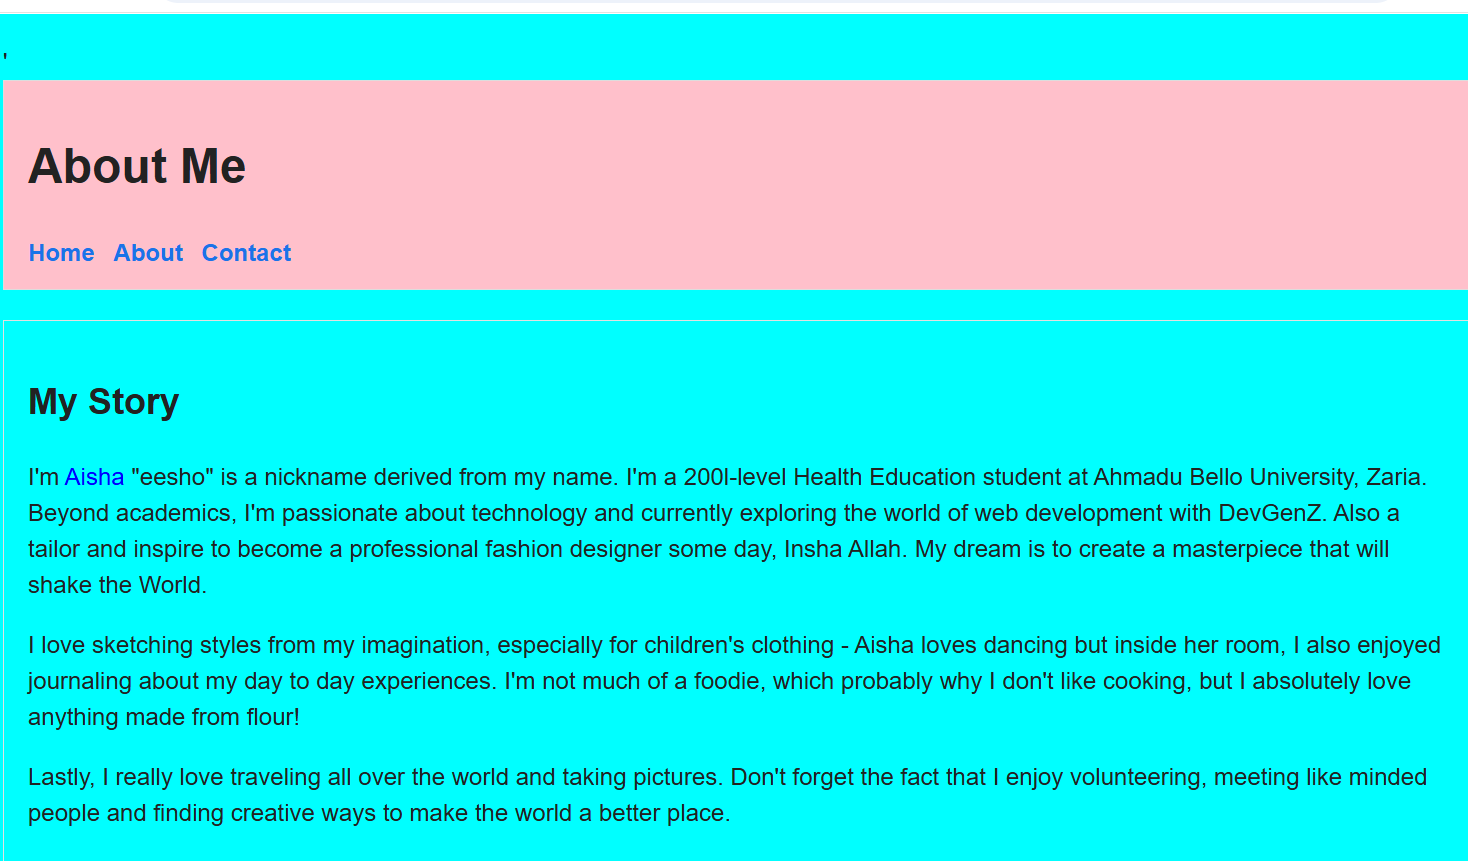 '
About Me
Home About Contact
My Story
I'm Aisha "eesho" is a nickname derived from my name. I'm a 200l-level Health Education student at Ahmadu Bello University, Zaria.
Beyond academics, I'm passionate about technology and currently exploring the world of web development with DevGenZ. Also a
tailor and inspire to become a professional fashion designer some day, Insha Allah. My dream is to create a masterpiece that will
shake the World.
I love sketching styles from my imagination, especially for children's clothing - Aisha loves dancing but inside her room, I also enjoyed
journaling about my day to day experiences. I'm not much of a foodie, which probably why I don't like cooking, but I absolutely love
anything made from flour!
Lastly, I really love traveling all over the world and taking pictures. Don't forget the fact that I enjoy volunteering, meeting like minded
people and finding creative ways to make the world a better place.